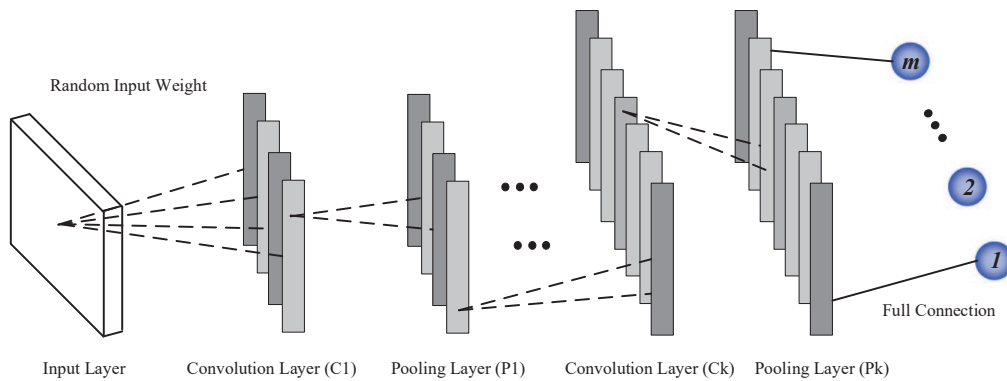 Random Input Weight
m
2
1
Full Connection
Input Layer
Convolution Layer (C1)
Pooling Layer (P1)
Convolution Layer (Ck)
Pooling Layer (Pk)